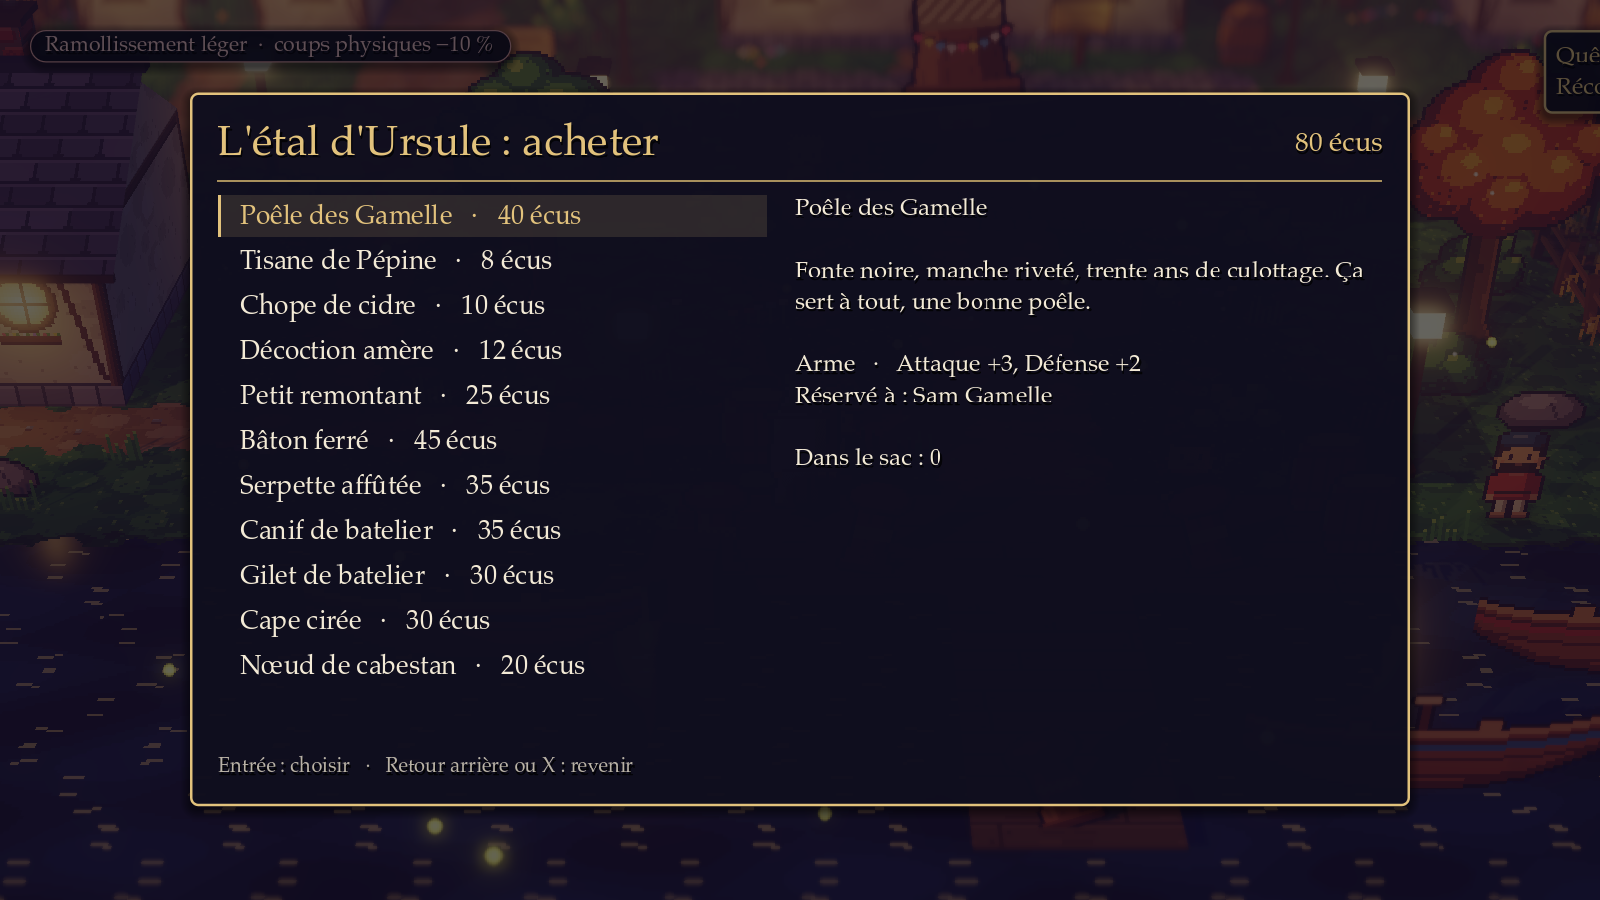 Ramollissement léger · coups physiques −10 %
Qué
Réco
L'étal d'Ursule : acheter
80 écus
Poêle des Gamelle · 40 écus
Tisane de Pépine · 8 écus
Chope de cidre · 10 écus
Décoction amère · 12 écus
Petit remontant · 25 écus
Bâton ferré · 45 écus
Serpette affûtée · 35 écus
Canif de batelier · 35 écus
Gilet de batelier · 30 écus
Cape cirée · 30 écus
Nœud de cabestan · 20 écus
Poêle des Gamelle
Fonte noire, manche riveté, trente ans de culottage. Ça
sert à tout, une bonne poêle.
Arme · Attaque +3, Défense +2
Réservé à : Sam Gamelle
Dans le sac : 0
Entrée : choisir · Retour arrière ou X : revenir